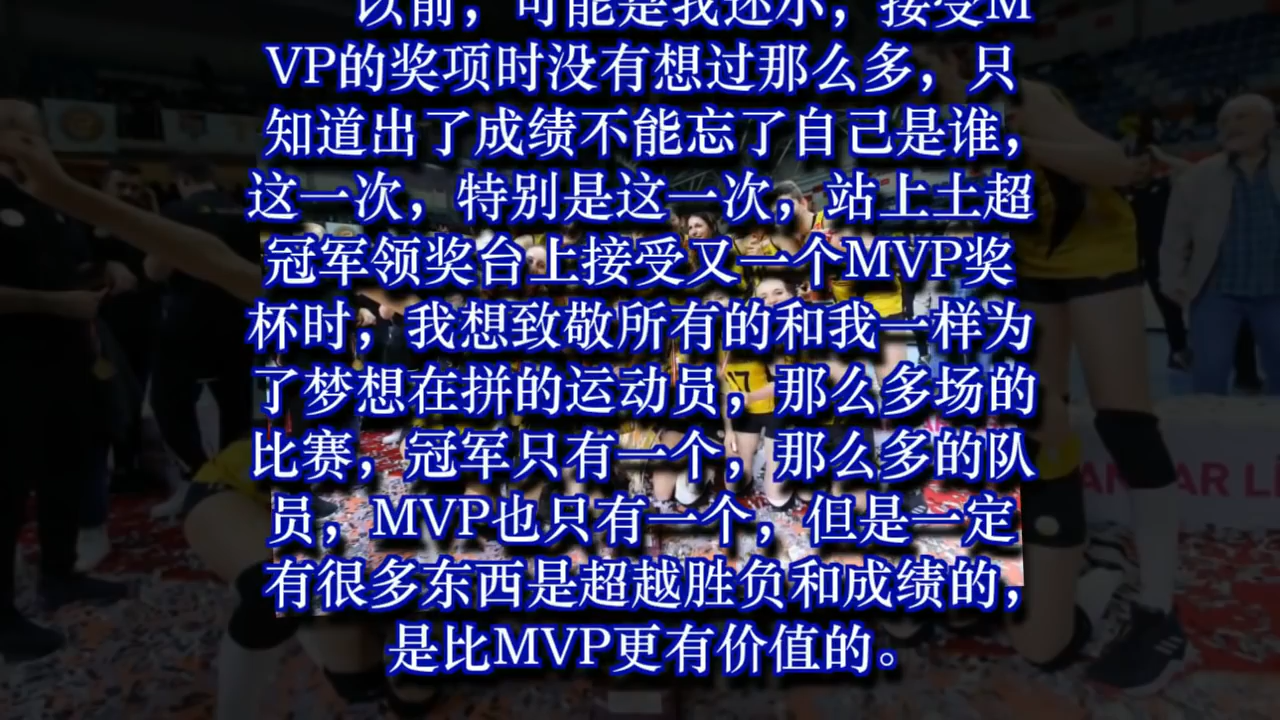 以前，可能是我还小，接受M
VP的奖项时没有想过那么多，只
知道出了成绩不能忘了自己是谁，
这一次，特别是这一次，站上土超
冠军领奖台上接受又一个MVP奖
杯时，我想致敬所有的和我一样为
了梦想在拼的运动员，那么多场的
比赛，冠军只有一个，那么多的队
员，MVP也只有一个，但是一定
有很多东西是超越胜负和成绩的，
是比MVP更有价值的。
17